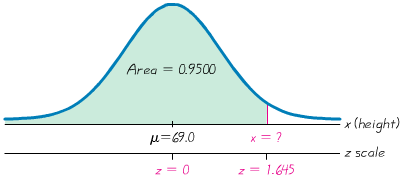 Area = 0.9500
x (height)
μ=69.0 x = ?
z scale
z = 0 z = 1.645